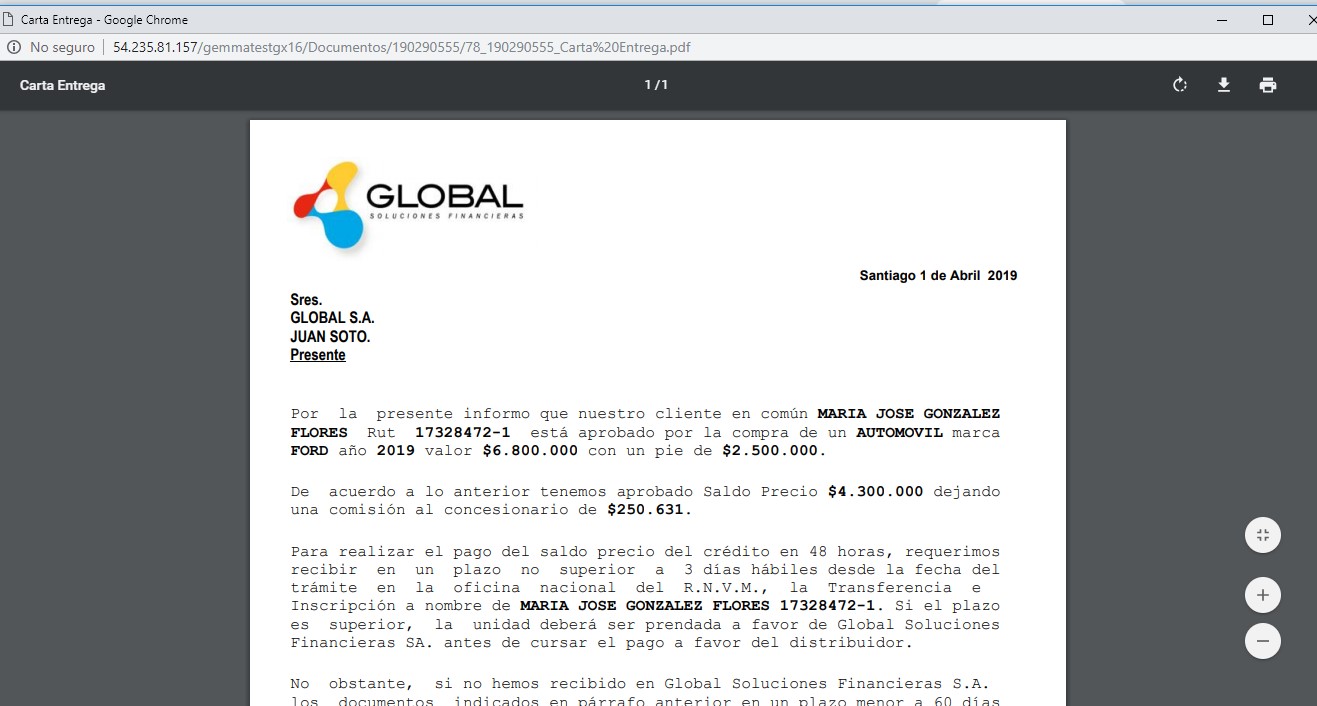 Carta Entrega - Google Chrome
No seguro | 54.235.81.157/gemmatestgx16/Documentos/190290555/78_190290555_Carta%20Entrega.pdf
Carta Entrega 1 / 1
GLOBAL
SOLUCIONES FINANCIERAS
Santiago 1 de Abril 2019
Sres.
GLOBAL S.A.
JUAN SOTO.
Presente
Por la presente informo que nuestro cliente en común MARIA JOSE GONZALEZ
FLORES Rut 17328472-1 está aprobado por la compra de un AUTOMOVIL marca
FORD año 2019 valor $6.800.000 con un pie de $2.500.000.
De acuerdo a lo anterior tenemos aprobado Saldo Precio $4.300.000 dejando
una comisión al concesionario de $250.631.
Para realizar el pago del saldo precio del crédito en 48 horas, requerimos
recibir en un plazo no superior a 3 días hábiles desde la fecha del
trámite en la oficina nacional del R.N.V.M., la Transferencia e
Inscripción a nombre de MARIA JOSE GONZALEZ FLORES 17328472-1. Si el plazo
es superior, la unidad deberá ser prendada a favor de Global Soluciones
Financieras SA. antes de cursar el pago a favor del distribuidor.
No obstante, si no hemos recibido en Global Soluciones Financieras S.A.
los documentos indicados en párrafo anterior en un plazo menor a 60 días